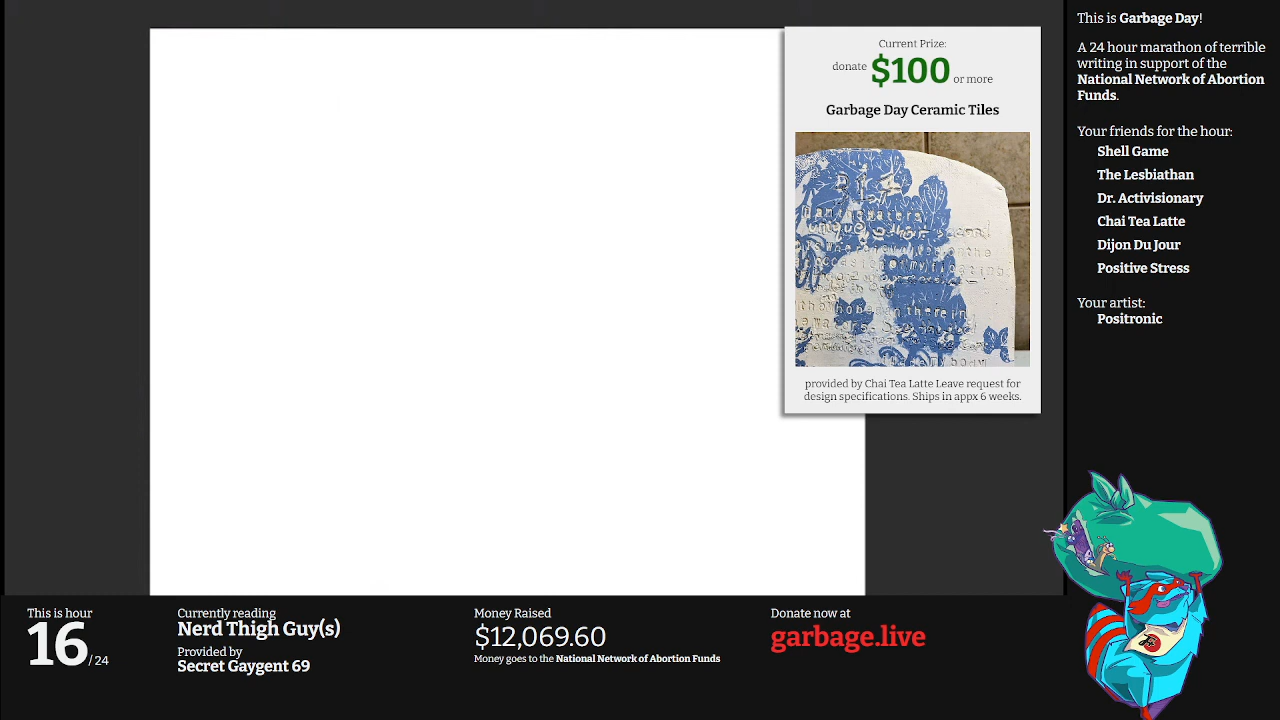 Current Prize:
donate $100 or more
Garbage Day Ceramic Tiles
provided by Chai Tea Latte Leave request for
design specifications. Ships in appx 6 weeks.
This is Garbage Day!
A 24 hour marathon of terrible
writing in support of the
National Network of Abortion
Funds.
Your friends for the hour:
Shell Game
The Lesbiathan
Dr. Activisionary
Chai Tea Latte
Dijon Du Jour
Positive Stress
Your artist:
Positronic
This is hour
16/24
Currently reading
Nerd Thigh Guy(s)
Provided by
Secret Gaygent 69
Money Raised
$12,069.60
Money goes to the National Network of Abortion Funds
Donate now at
garbage.live